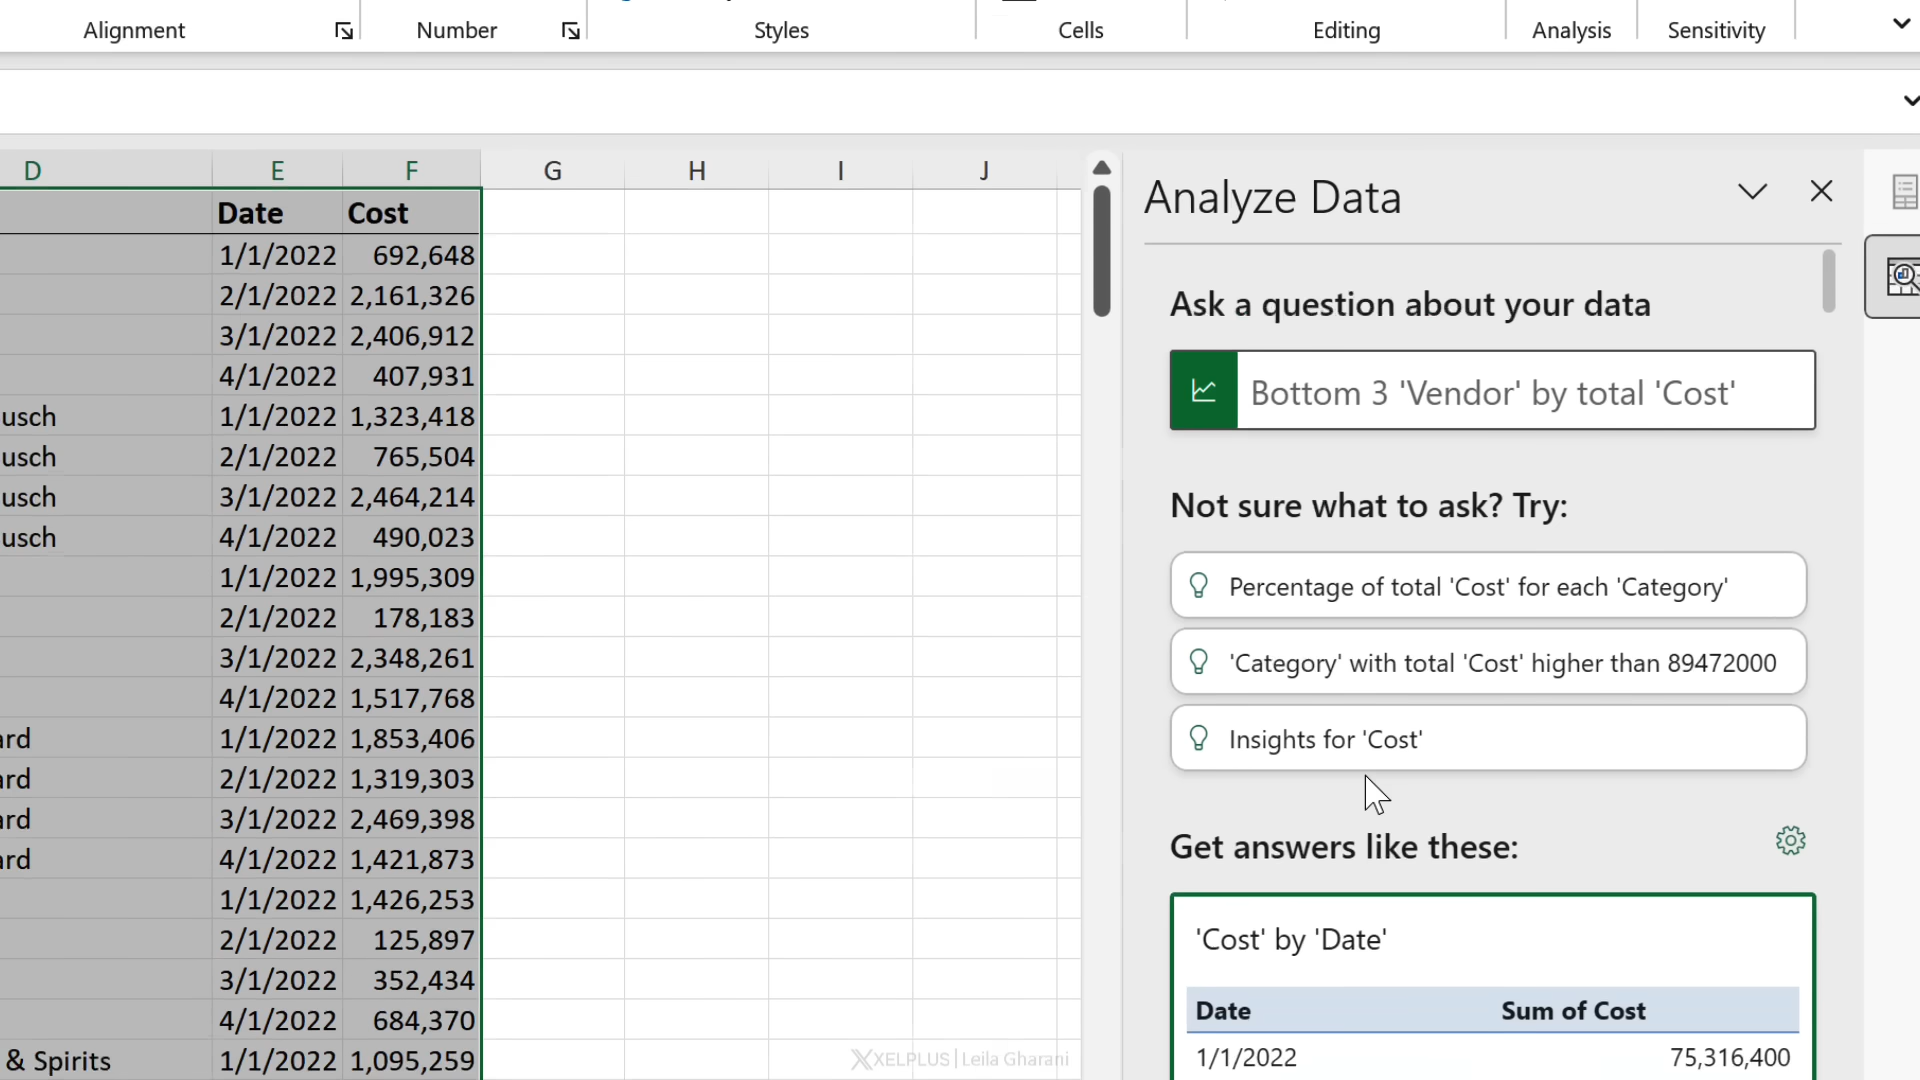 Alignment Number Styles Cells Editing Analysis Sensitivity
D E F G H I J
Date Cost
1/1/2022 692,648
2/1/2022 2,161,326
3/1/2022 2,406,912
4/1/2022 407,931
usch 1/1/2022 1,323,418
usch 2/1/2022 765,504
usch 3/1/2022 2,464,214
usch 4/1/2022 490,023
1/1/2022 1,995,309
2/1/2022 178,183
3/1/2022 2,348,261
4/1/2022 1,517,768
ard 1/1/2022 1,853,406
ard 2/1/2022 1,319,303
ard 3/1/2022 2,469,398
ard 4/1/2022 1,421,873
1/1/2022 1,426,253
2/1/2022 125,897
3/1/2022 352,434
4/1/2022 684,370
& Spirits 1/1/2022 1,095,259
XELPLUS | Leila Gharani
Analyze Data
Ask a question about your data
Bottom 3 'Vendor' by total 'Cost'
Not sure what to ask? Try:
Percentage of total 'Cost' for each 'Category'
'Category' with total 'Cost' higher than 89472000
Insights for 'Cost'
Get answers like these:
'Cost' by 'Date'
Date Sum of Cost
1/1/2022 75,316,400